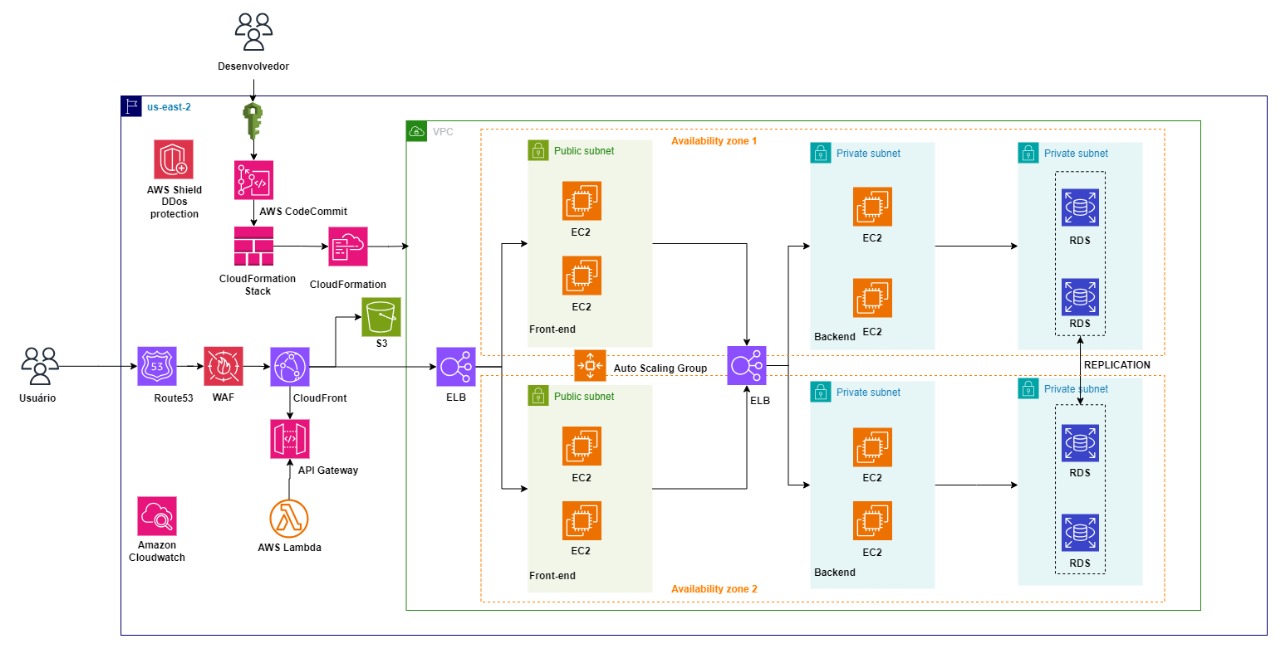 Desenvolvedor
us-east-2
VPC
Availability zone 1
Public subnet
Private subnet
Private subnet
AWS Shield
DDos
protection
AWS CodeCommit
EC2
EC2
RDS
CloudFormation
Stack
CloudFormation
EC2
EC2
RDS
Front-end
Backend
S3
53
Usuário
Route53
WAF
CloudFront
ELB
Auto Scaling Group
ELB
REPLICATION
Public subnet
Private subnet
Private subnet
API Gateway
EC2
EC2
RDS
Amazon
Cloudwatch
AWS Lambda
EC2
EC2
RDS
Front-end
Backend
Availability zone 2